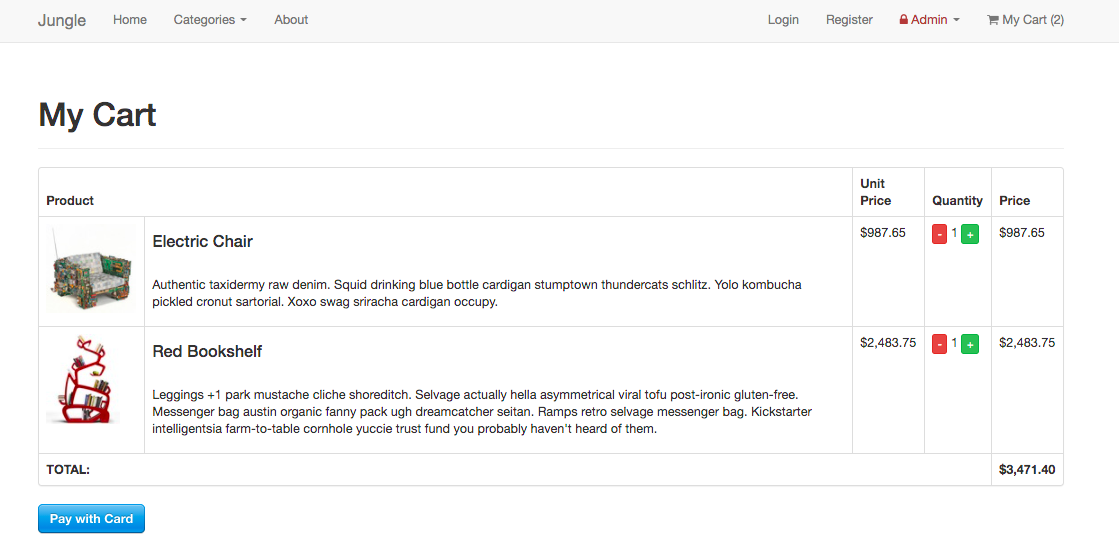 Jungle Home Categories About Login Register Admin My Cart (2)
My Cart
Product Unit Price Quantity Price
Electric Chair $987.65 - 1 + $987.65
Authentic taxidermy raw denim. Squid drinking blue bottle cardigan stumptown thundercats schlitz. Yolo kombucha
pickled cronut sartorial. Xoxo swag sriracha cardigan occupy.
Red Bookshelf $2,483.75 - 1 + $2,483.75
Leggings +1 park mustache cliche shoreditch. Selvage actually hella asymmetrical viral tofu post-ironic gluten-free.
Messenger bag austin organic fanny pack ugh dreamcatcher seitan. Ramps retro selvage messenger bag. Kickstarter
intelligentsia farm-to-table cornhole yuccie trust fund you probably haven't heard of them.
TOTAL: $3,471.40
Pay with Card